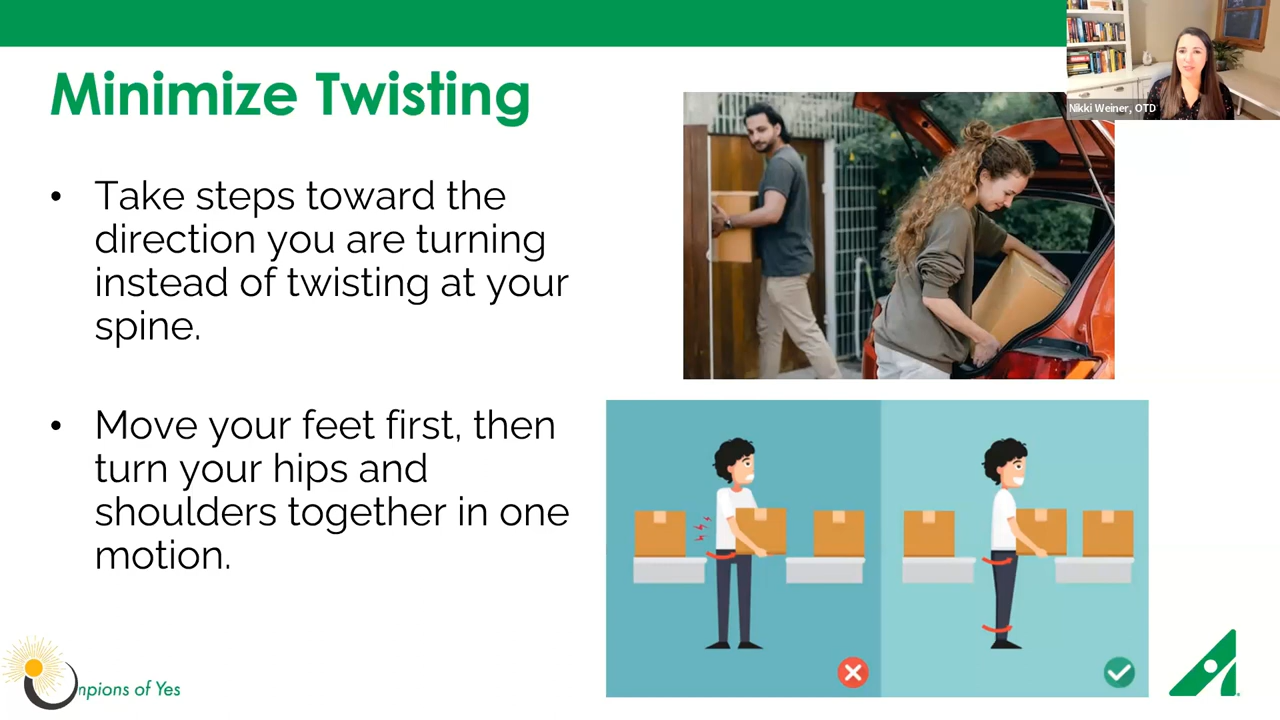 Minimize Twisting
Nikki Weiner, OTD
• Take steps toward the
direction you are turning
instead of twisting at your
spine.
• Move your feet first, then
turn your hips and
shoulders together in one
motion.
npions of Yes